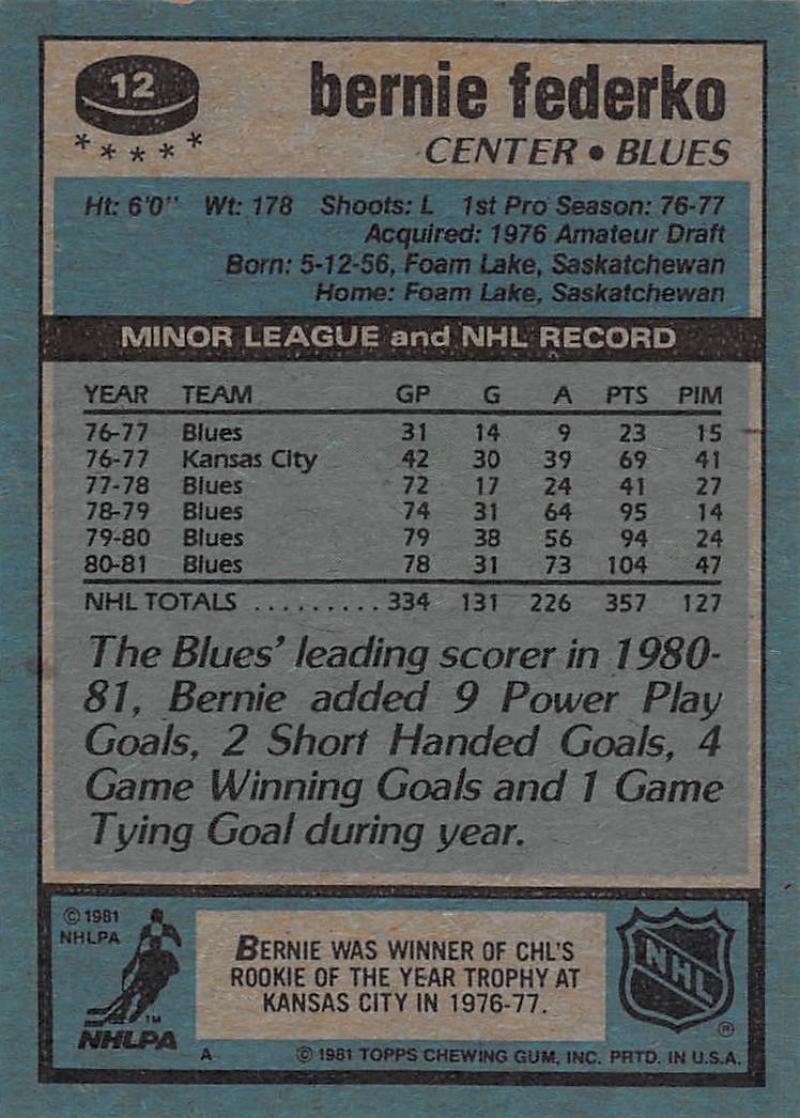 12
bernie federko
CENTER • BLUES
Ht: 6'0" Wt: 178 Shoots: L 1st Pro Season: 76-77
Acquired: 1976 Amateur Draft
Born: 5-12-56, Foam Lake, Saskatchewan
Home: Foam Lake, Saskatchewan
MINOR LEAGUE and NHL RECORD
YEAR TEAM GP G A PTS PIM
76-77 Blues 31 14 9 23 15
76-77 Kansas City 42 30 39 69 41
77-78 Blues 72 17 24 41 27
78-79 Blues 74 31 64 95 14
79-80 Blues 79 38 56 94 24
80-81 Blues 78 31 73 104 47
NHL TOTALS .......... 334 131 226 357 127
The Blues' leading scorer in 1980-
81, Bernie added 9 Power Play
Goals, 2 Short Handed Goals, 4
Game Winning Goals and 1 Game
Tying Goal during year.
© 1981
NHLPA
TM
NHLPA
BERNIE WAS WINNER OF CHL'S
ROOKIE OF THE YEAR TROPHY AT
KANSAS CITY IN 1976-77.
NHL
®
A © 1981 TOPPS CHEWING GUM, INC. PRTD. IN U.S.A.